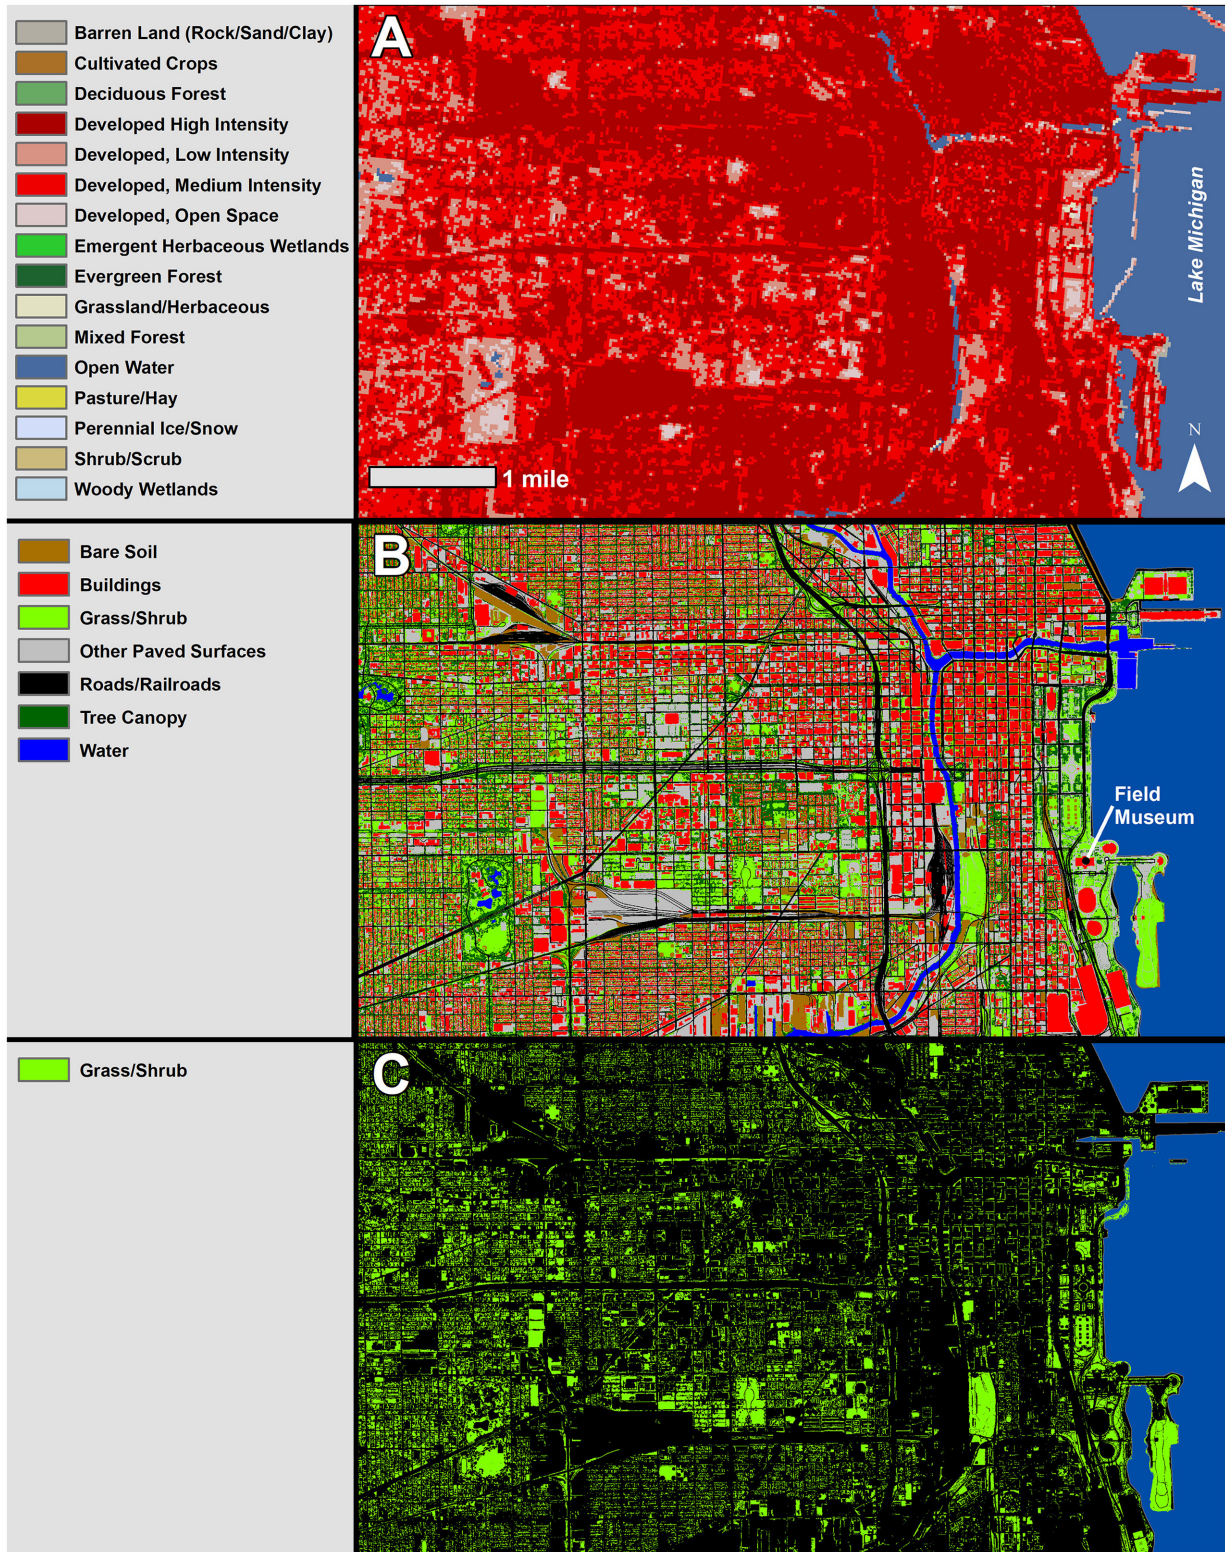 Barren Land (Rock/Sand/Clay)
Cultivated Crops
Deciduous Forest
Developed High Intensity
Developed, Low Intensity
Developed, Medium Intensity
Developed, Open Space
Emergent Herbaceous Wetlands
Evergreen Forest
Grassland/Herbaceous
Mixed Forest
Open Water
Pasture/Hay
Perennial Ice/Snow
Shrub/Scrub
Woody Wetlands
A
Lake Michigan
N
1 mile
Bare Soil
Buildings
Grass/Shrub
Other Paved Surfaces
Roads/Railroads
Tree Canopy
Water
B
Field
Museum
Grass/Shrub
C